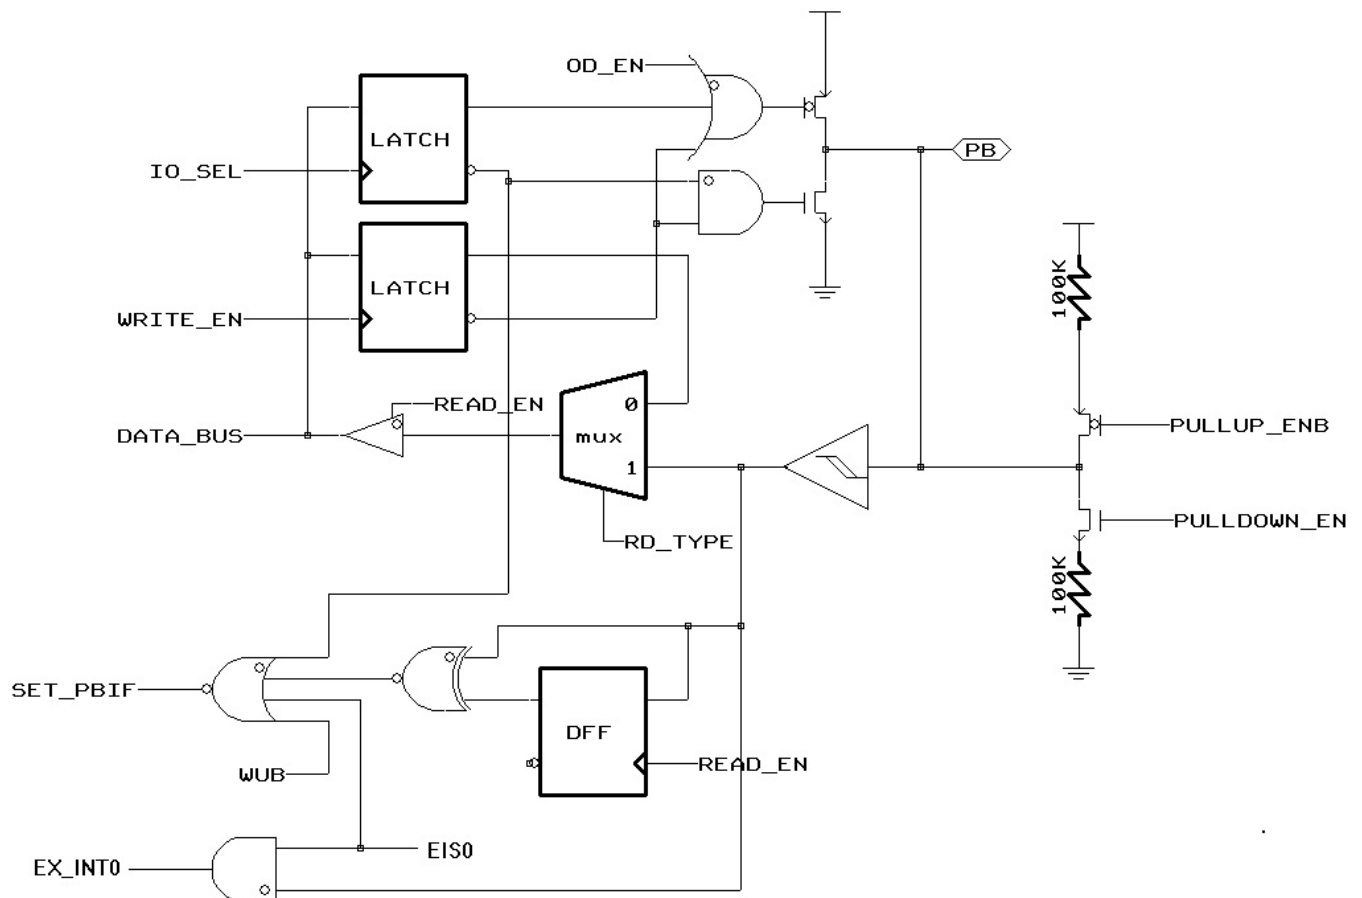 OD_EN
LATCH
PB
IO_SEL
100K
LATCH
WRITE_EN
0
READ_EN
PULLUP_ENB
DATA_BUS
mux
1
PULLDOWN_EN
RD_TYPE
100K
SET_PBIF
DFF
READ_EN
WUB
EIS0
EX_INT0